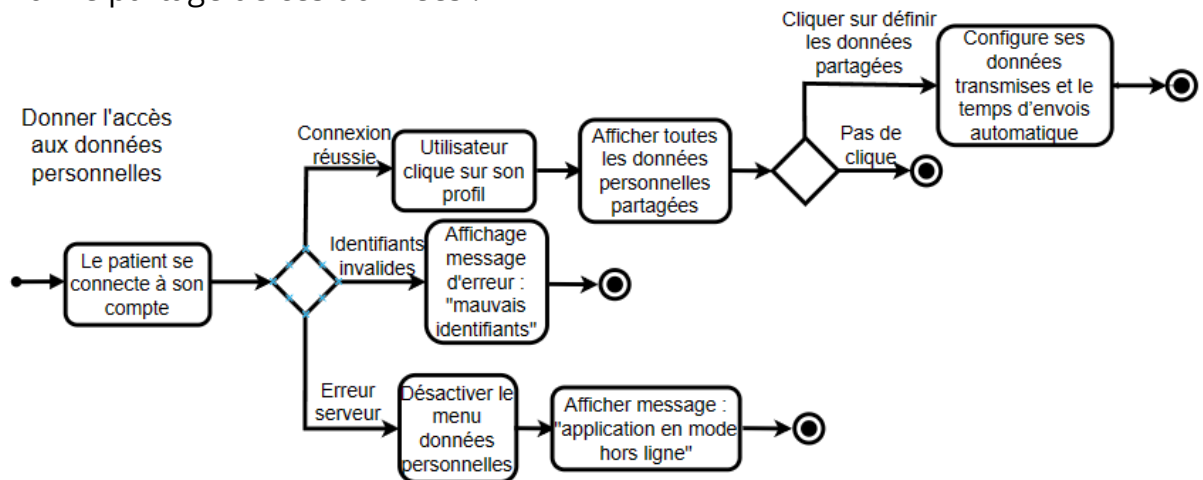 Cliquer sur définir
les données
partagées
Configure ses
données
transmises et le
temps d'envois
automatique
Donner l'accès
aux données
personnelles
Connexion
réussie
Utilisateur
clique sur son
profil
Afficher toutes
les données
personnelles
partagées
Pas de
clique
Le patient se
connecte à son
compte
Identifiants
invalides
Affichage
message
d'erreur :
"mauvais
identifiants"
Erreur
serveur
Désactiver le
menu
données
personnelles
Afficher message :
"application en mode
hors ligne"